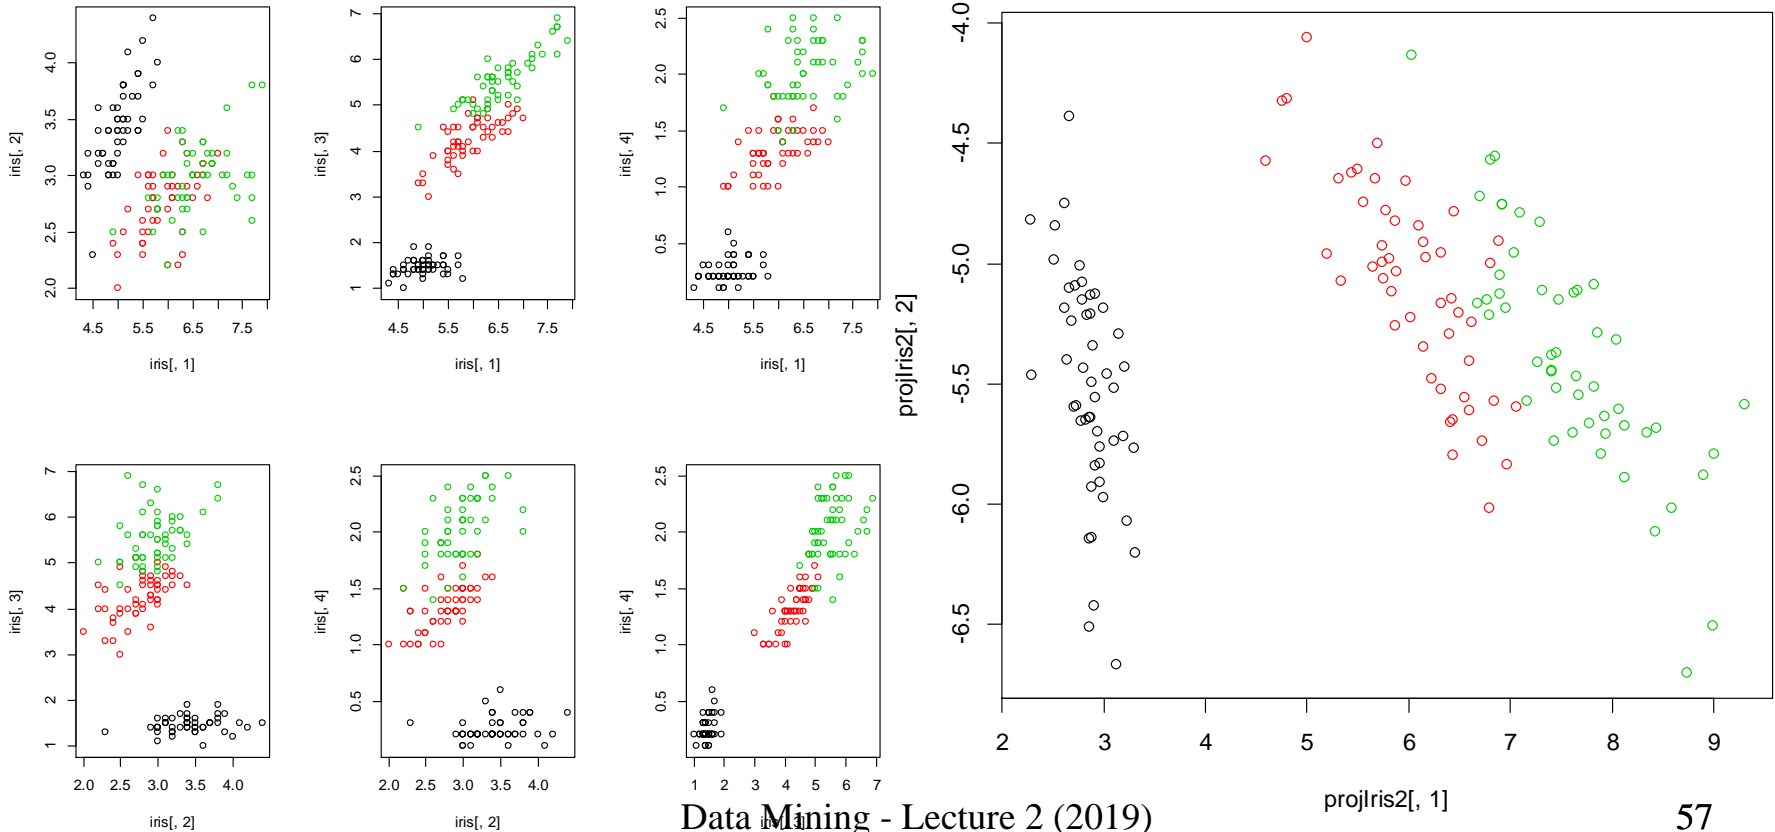 2.0 2.5 3.0 3.5 4.0
iris[, 2]
4.5 5.5 6.5 7.5
iris[, 1]
1 2 3 4 5 6 7
iris[, 3]
4.5 5.5 6.5 7.5
iris[, 1]
0.5 1.0 1.5 2.0 2.5
iris[, 4]
4.5 5.5 6.5 7.5
iris[, 1]
1 2 3 4 5 6 7
iris[, 3]
2.0 2.5 3.0 3.5 4.0
iris[, 2]
0.5 1.0 1.5 2.0 2.5
iris[, 4]
2.0 2.5 3.0 3.5 4.0
iris[, 2]
0.5 1.0 1.5 2.0 2.5
iris[, 4]
1 2 3 4 5 6 7
iris[, 3]
-6.5 -6.0 -5.5 -5.0 -4.5 -4.0
projIris2[, 2]
2 3 4 5 6 7 8 9
projIris2[, 1]
Data Mining - Lecture 2 (2019)
57